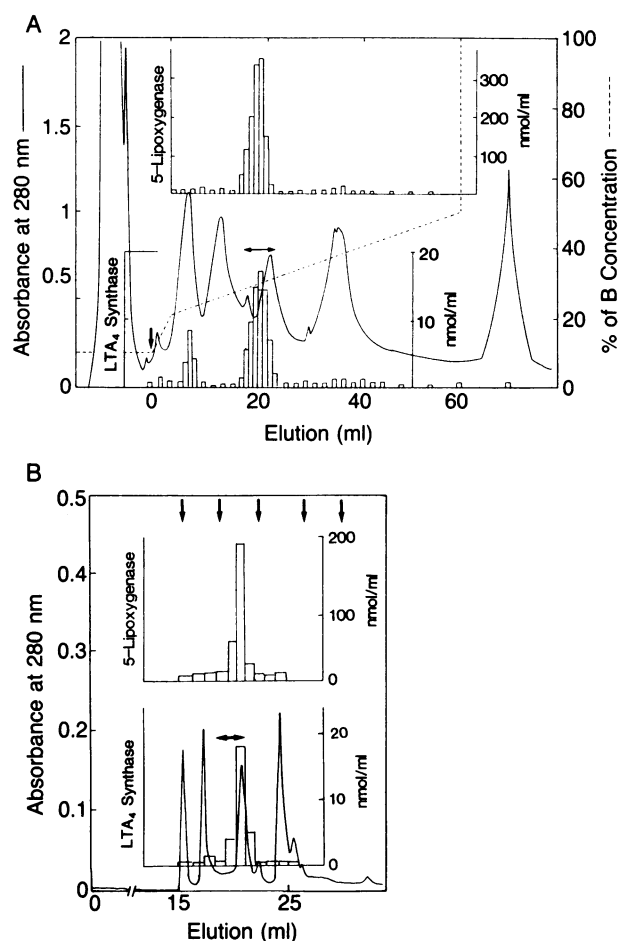 A
2
1.5
1
0.5
0
Absorbance at 280 nm
5-Lipoxygenase
300
200
100
nmol/ml
LTA4 Synthase
20
10
nmol/ml
100
80
60
40
20
0
% of B Concentration
0
20
40
60
Elution (ml)
B
0.5
0.4
0.3
0.2
0.1
0
Absorbance at 280 nm
5-Lipoxygenase
200
100
0
nmol/ml
LTA4 Synthase
20
10
0
nmol/ml
0
15
25
Elution (ml)